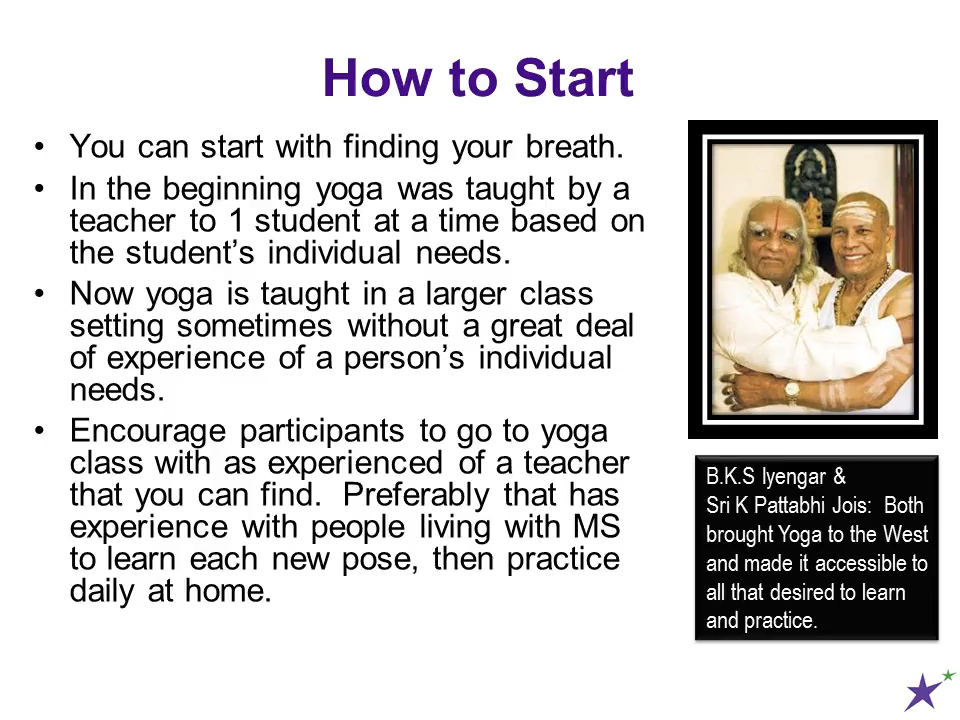 How to Start
• You can start with finding your breath.
• In the beginning yoga was taught by a
teacher to 1 student at a time based on
the student’s individual needs.
• Now yoga is taught in a larger class
setting sometimes without a great deal
of experience of a person’s individual
needs.
• Encourage participants to go to yoga
class with as experienced of a teacher
that you can find.  Preferably that has
experience with people living with MS
to learn each new pose, then practice
daily at home.
B.K.S Iyengar &
Sri K Pattabhi Jois:  Both
brought Yoga to the West
and made it accessible to
all that desired to learn
and practice.